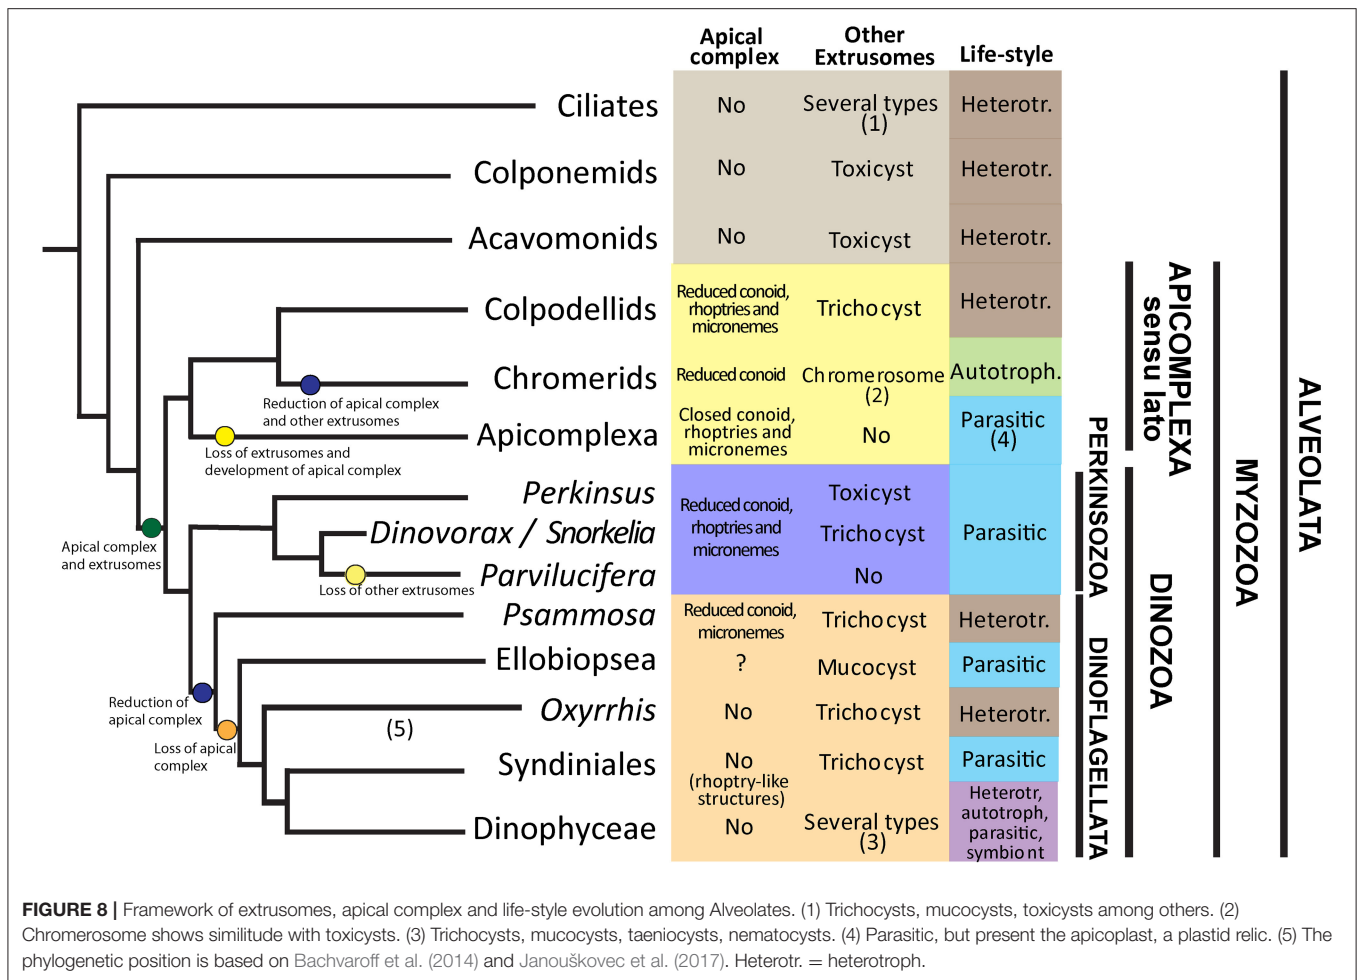 Apical complex
Other Extrusomes
Life-style
Ciliates
No
Several types (1)
Heterotr.
Colponemids
No
Toxicyst
Heterotr.
Acavomonids
No
Toxicyst
Heterotr.
Colpodellids
Reduced conoid,
rhoptries and
micronemes
Trichocyst
Heterotr.
Chromerids
Reduced conoid
Chromerosome
(2)
Autotroph.
Reduction of apical complex
and other extrusomes
Apicomplexa
Closed conoid,
rhoptries and
micronemes
No
Parasitic
(4)
Loss of extrusomes and
development of apical complex
Perkinsus
Toxicyst
Dinovorax / Snorkelia
Reduced conoid,
rhoptries and
micronemes
Trichocyst
Parasitic
Apical complex
and extrusomes
Parvilucifera
No
Loss of other extrusomes
Psammosa
Reduced conoid,
micronemes
Trichocyst
Heterotr.
Ellobiopsea
?
Mucocyst
Parasitic
Reduction of
apical complex
Oxyrrhis
No
Trichocyst
Heterotr.
(5)
Loss of apical
complex
Syndiniales
No
(rhoptry-like
structures)
Trichocyst
Parasitic
Dinophyceae
No
Several types
(3)
Heterotr,
autotroph,
parasitic,
symbiont
PERKINSOZOA
DINOFLAGELLATA
APICOMPLEXA
sensu lato
DINOZOA
MYZOZOA
ALVEOLATA
FIGURE 8 | Framework of extrusomes, apical complex and life-style evolution among Alveolates. (1) Trichocysts, mucocysts, toxicysts among others. (2)
Chromerosome shows similitude with toxicysts. (3) Trichocysts, mucocysts, taeniocysts, nematocysts. (4) Parasitic, but present the apicoplast, a plastid relic. (5) The
phylogenetic position is based on Bachvaroff et al. (2014) and Janouškovec et al. (2017). Heterotr. = heterotroph.